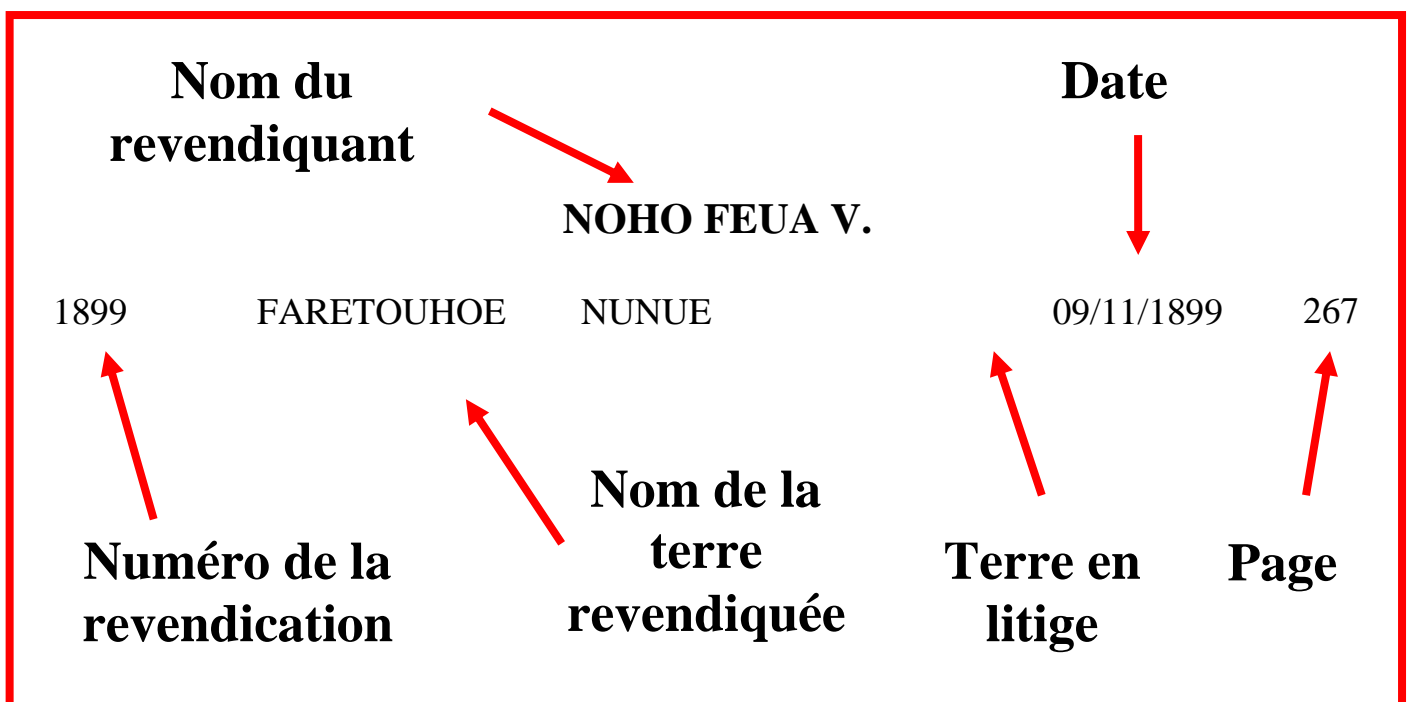 Nom du
revendiquant
Date
NOHO FEUA V.
1899 FARETOUHOE NUNUE 09/11/1899 267
Numéro de la
revendication
Nom de la
terre
revendiquée
Terre en
litige
Page